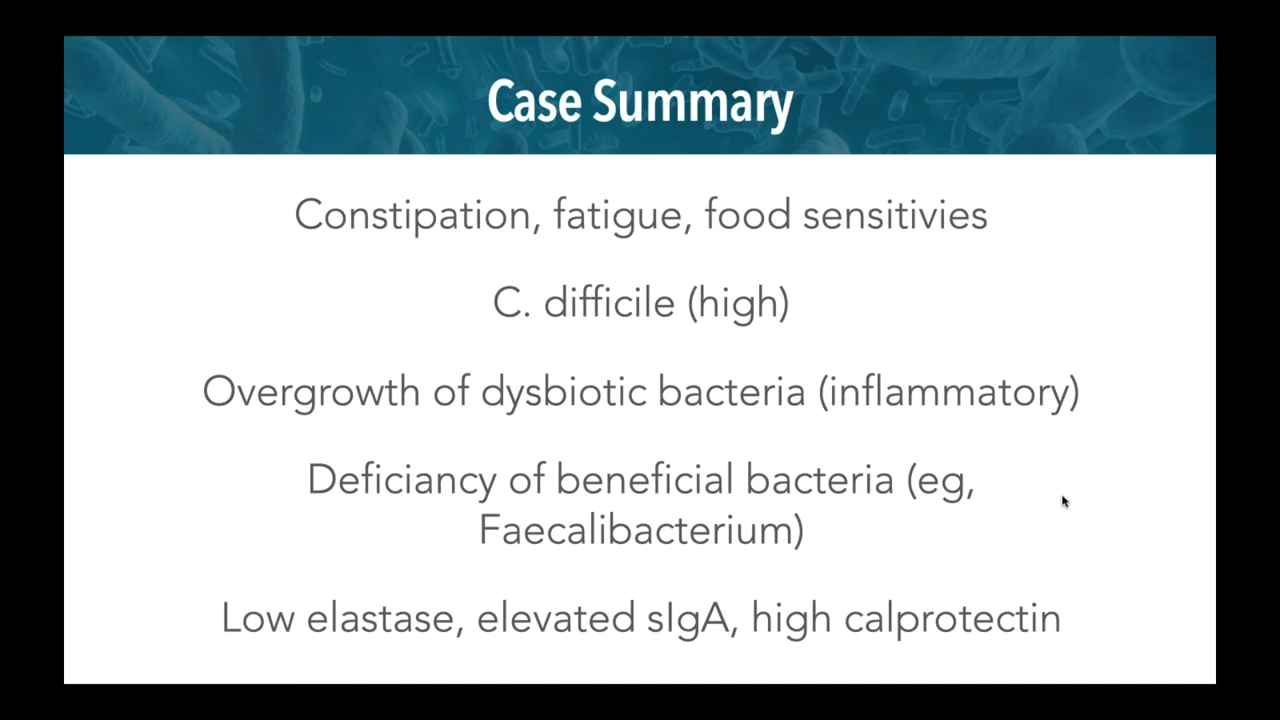 Case Summary
Constipation, fatigue, food sensitivies
C. difficile (high)
Overgrowth of dysbiotic bacteria (inflammatory)
Deficiancy of beneficial bacteria (eg,
Faecalibacterium)
Low elastase, elevated sIgA, high calprotectin